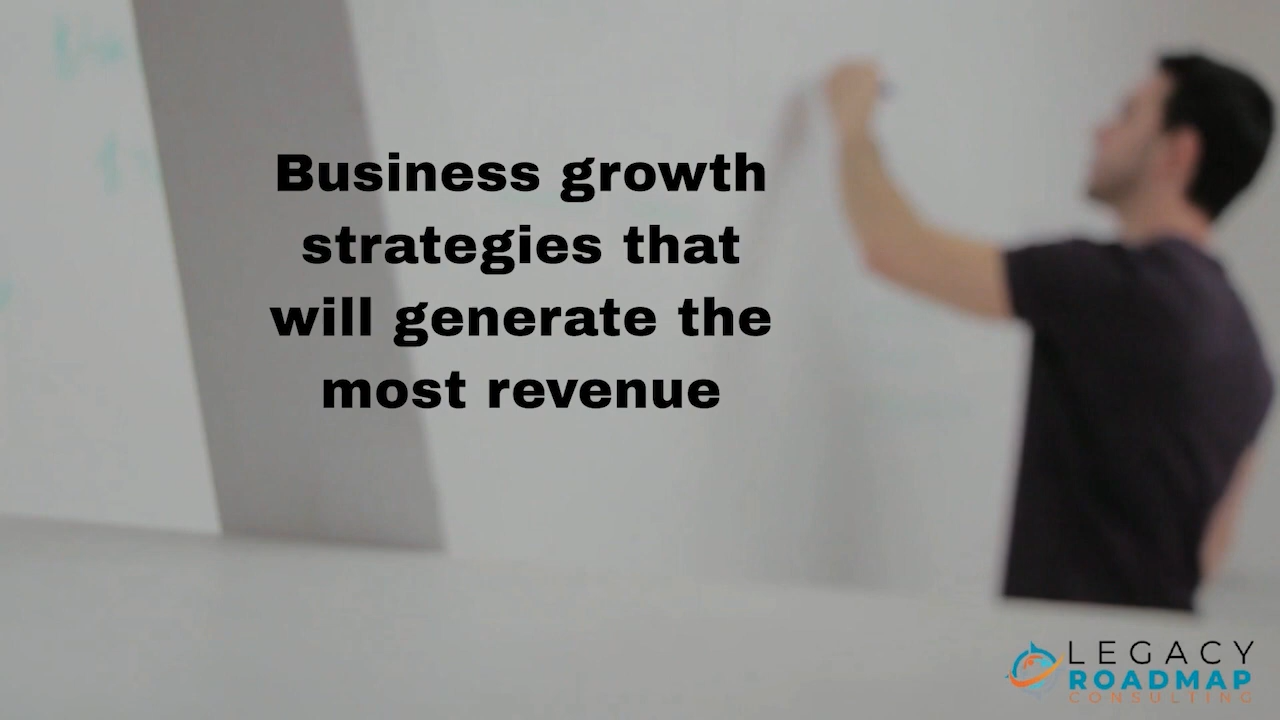 Business growth
strategies that
will generate the
most revenue
LEGACY
ROADMAP
CONSULTING